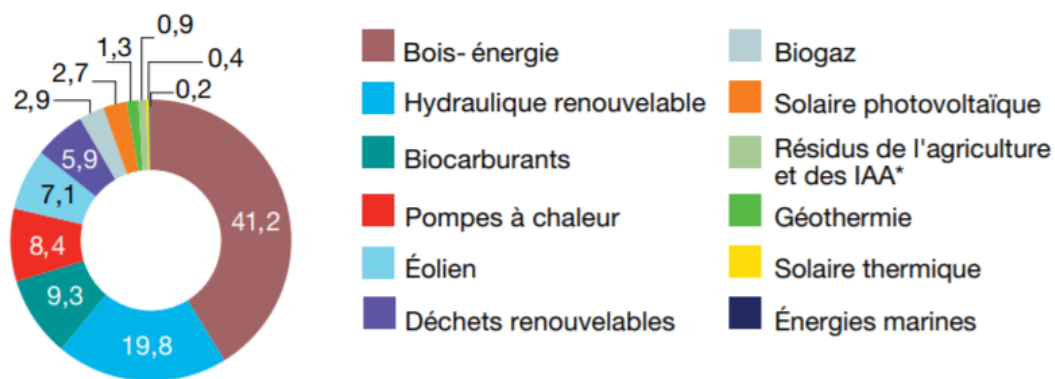 0,9
1,3
0,4
2,7
0,2
2,9
5,9
7,1
41,2
8,4
9,3
19,8
Bois- énergie
Hydraulique renouvelable
Biocarburants
Pompes à chaleur
Éolien
Déchets renouvelables
Biogaz
Solaire photovoltaïque
Résidus de l'agriculture
et des IAA*
Géothermie
Solaire thermique
Énergies marines